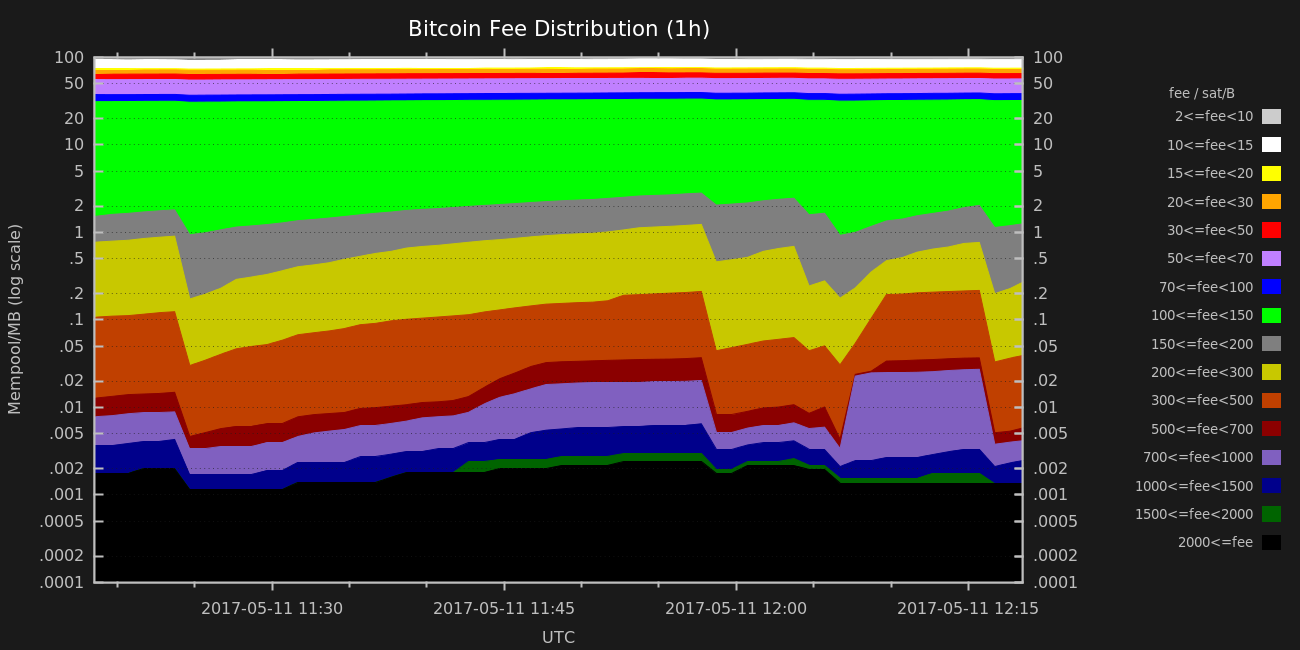 Bitcoin Fee Distribution (1h)
Mempool/MB (log scale)
100
50
20
10
5
2
1
.5
.2
.1
.05
.02
.01
.005
.002
.001
.0005
.0002
.0001
100
50
20
10
5
2
1
.5
.2
.1
.05
.02
.01
.005
.002
.001
.0005
.0002
.0001
2017-05-11 11:30 2017-05-11 11:45 2017-05-11 12:00 2017-05-11 12:15
UTC
fee / sat/B
2<=fee<10
10<=fee<15
15<=fee<20
20<=fee<30
30<=fee<50
50<=fee<70
70<=fee<100
100<=fee<150
150<=fee<200
200<=fee<300
300<=fee<500
500<=fee<700
700<=fee<1000
1000<=fee<1500
1500<=fee<2000
2000<=fee